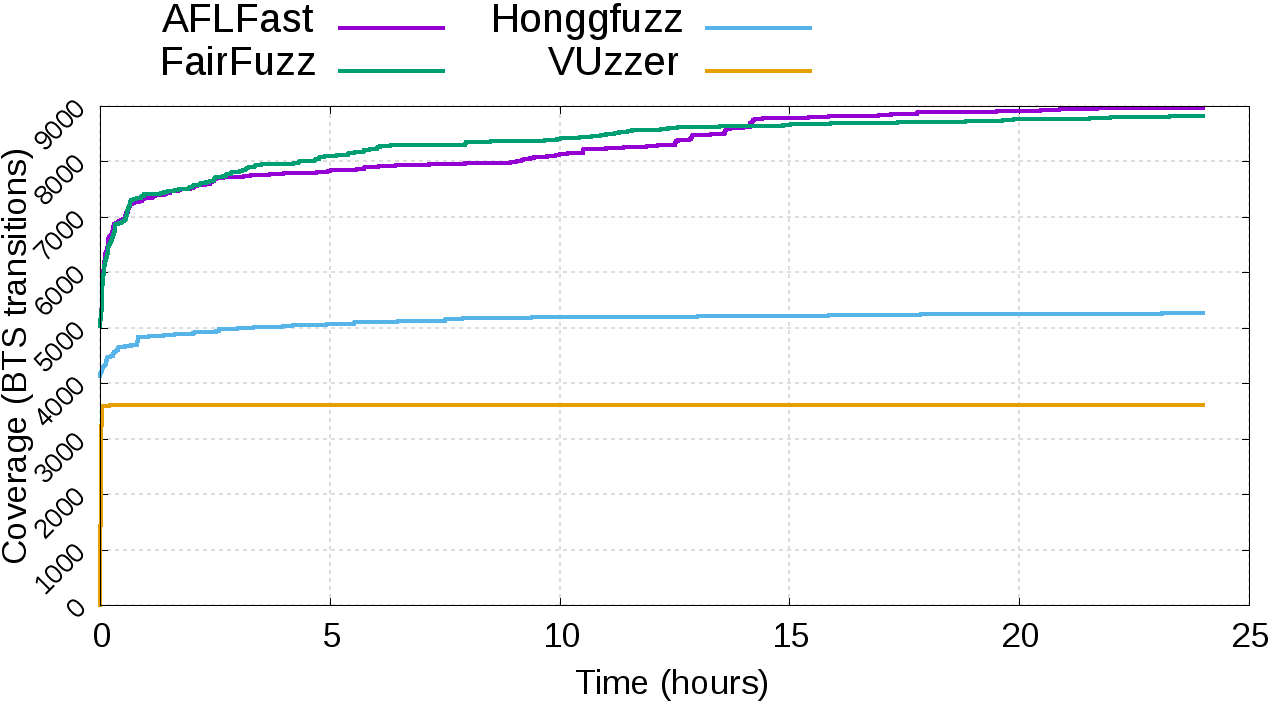 AFLFast
Honggfuzz
FairFuzz
VUzzer
Coverage (BTS transitions)
9000
8000
7000
6000
5000
4000
3000
2000
1000
0
0 5 10 15 20 25
Time (hours)